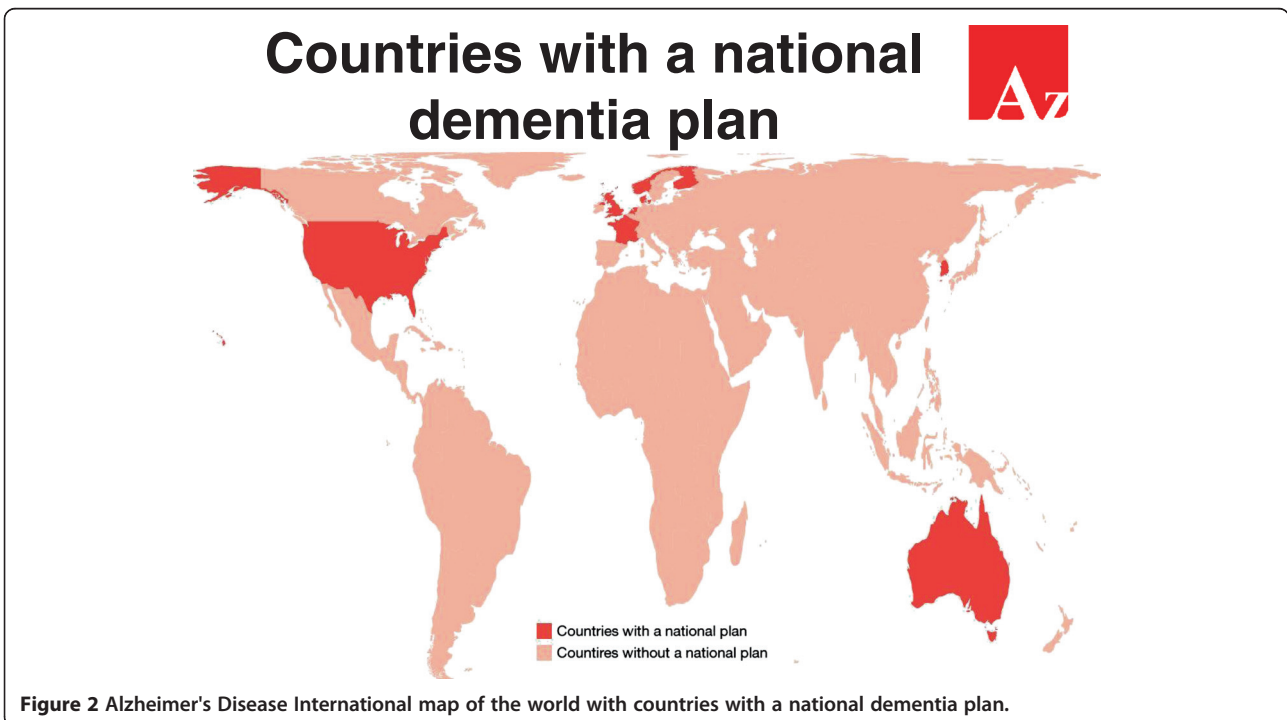 Countries with a national
dementia plan
Az
Countries with a national plan
Countires without a national plan
Figure 2 Alzheimer's Disease International map of the world with countries with a national dementia plan.